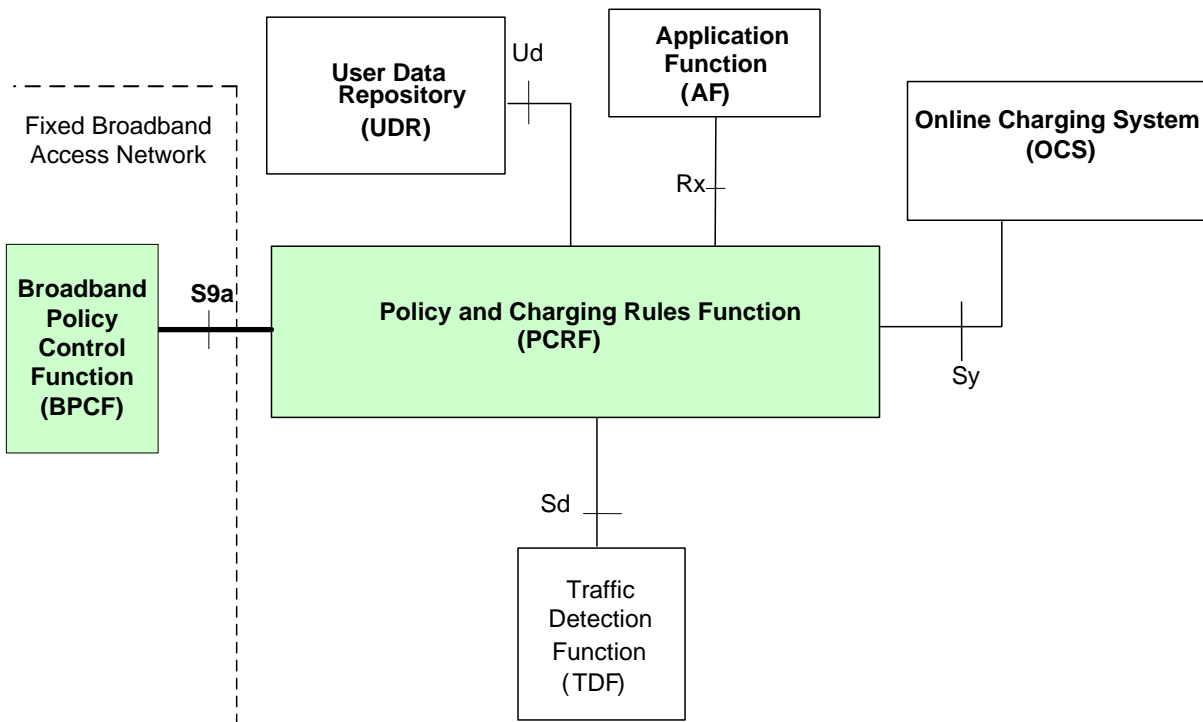 Ud
User Data
Repository
(UDR)
Application
Function
(AF)
Online Charging System
(OCS)
Fixed Broadband
Access Network
Rx
Broadband
Policy
Control
Function
(BPCF)
S9a
Policy and Charging Rules Function
(PCRF)
Sy
Sd
Traffic
Detection
Function
(TDF)